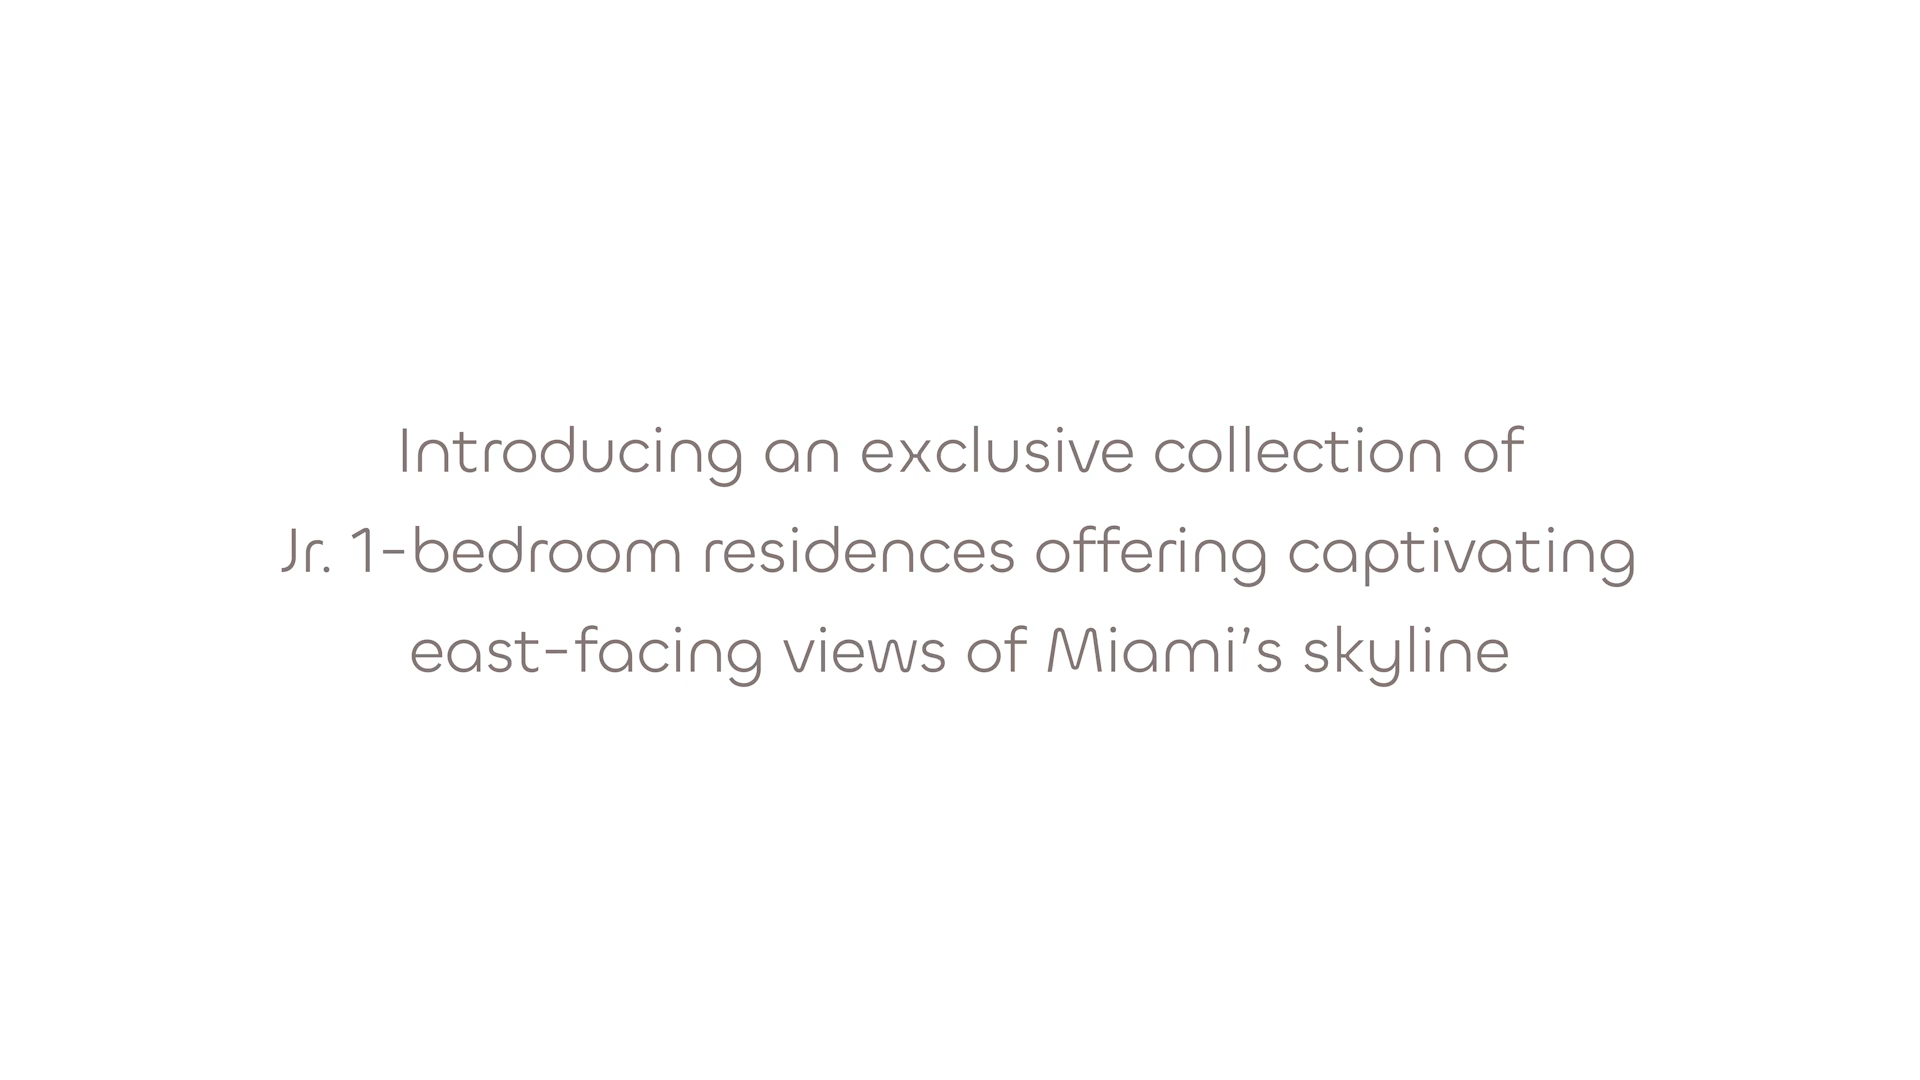 Introducing an exclusive collection of
Jr. 1-bedroom residences offering captivating
east-facing views of Miami’s skyline